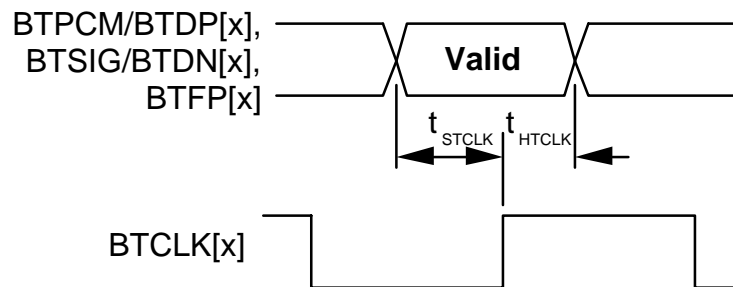 BTPCM/BTDP[x],
BTSIG/BTDN[x],
BTFP[x]
Valid
t STCLK
t HTCLK
BTCLK[x]